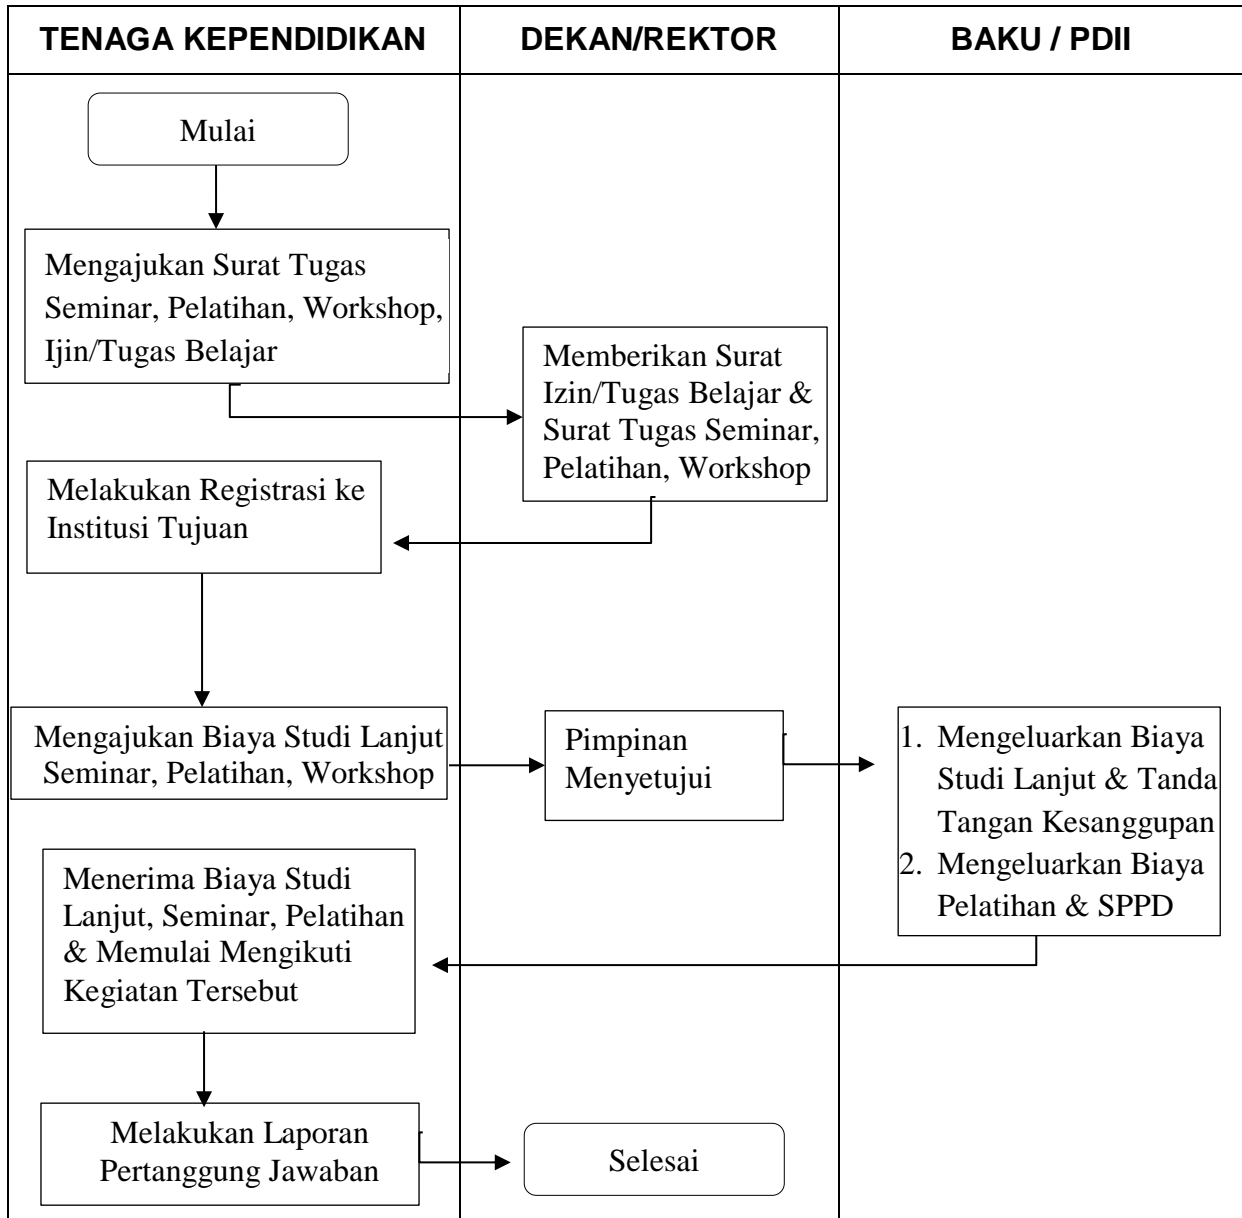 TENAGA KEPENDIDIKAN
DEKAN/REKTOR
BAKU / PDII
Mulai
Mengajukan Surat Tugas
Seminar, Pelatihan, Workshop,
Ijin/Tugas Belajar
Memberikan Surat
Izin/Tugas Belajar &
Surat Tugas Seminar,
Pelatihan, Workshop
Melakukan Registrasi ke
Institusi Tujuan
Mengajukan Biaya Studi Lanjut
Seminar, Pelatihan, Workshop
Pimpinan
Menyetujui
1. Mengeluarkan Biaya
Studi Lanjut & Tanda
Tangan Kesanggupan
2. Mengeluarkan Biaya
Pelatihan & SPPD
Menerima Biaya Studi
Lanjut, Seminar, Pelatihan
& Memulai Mengikuti
Kegiatan Tersebut
Melakukan Laporan
Pertanggung Jawaban
Selesai